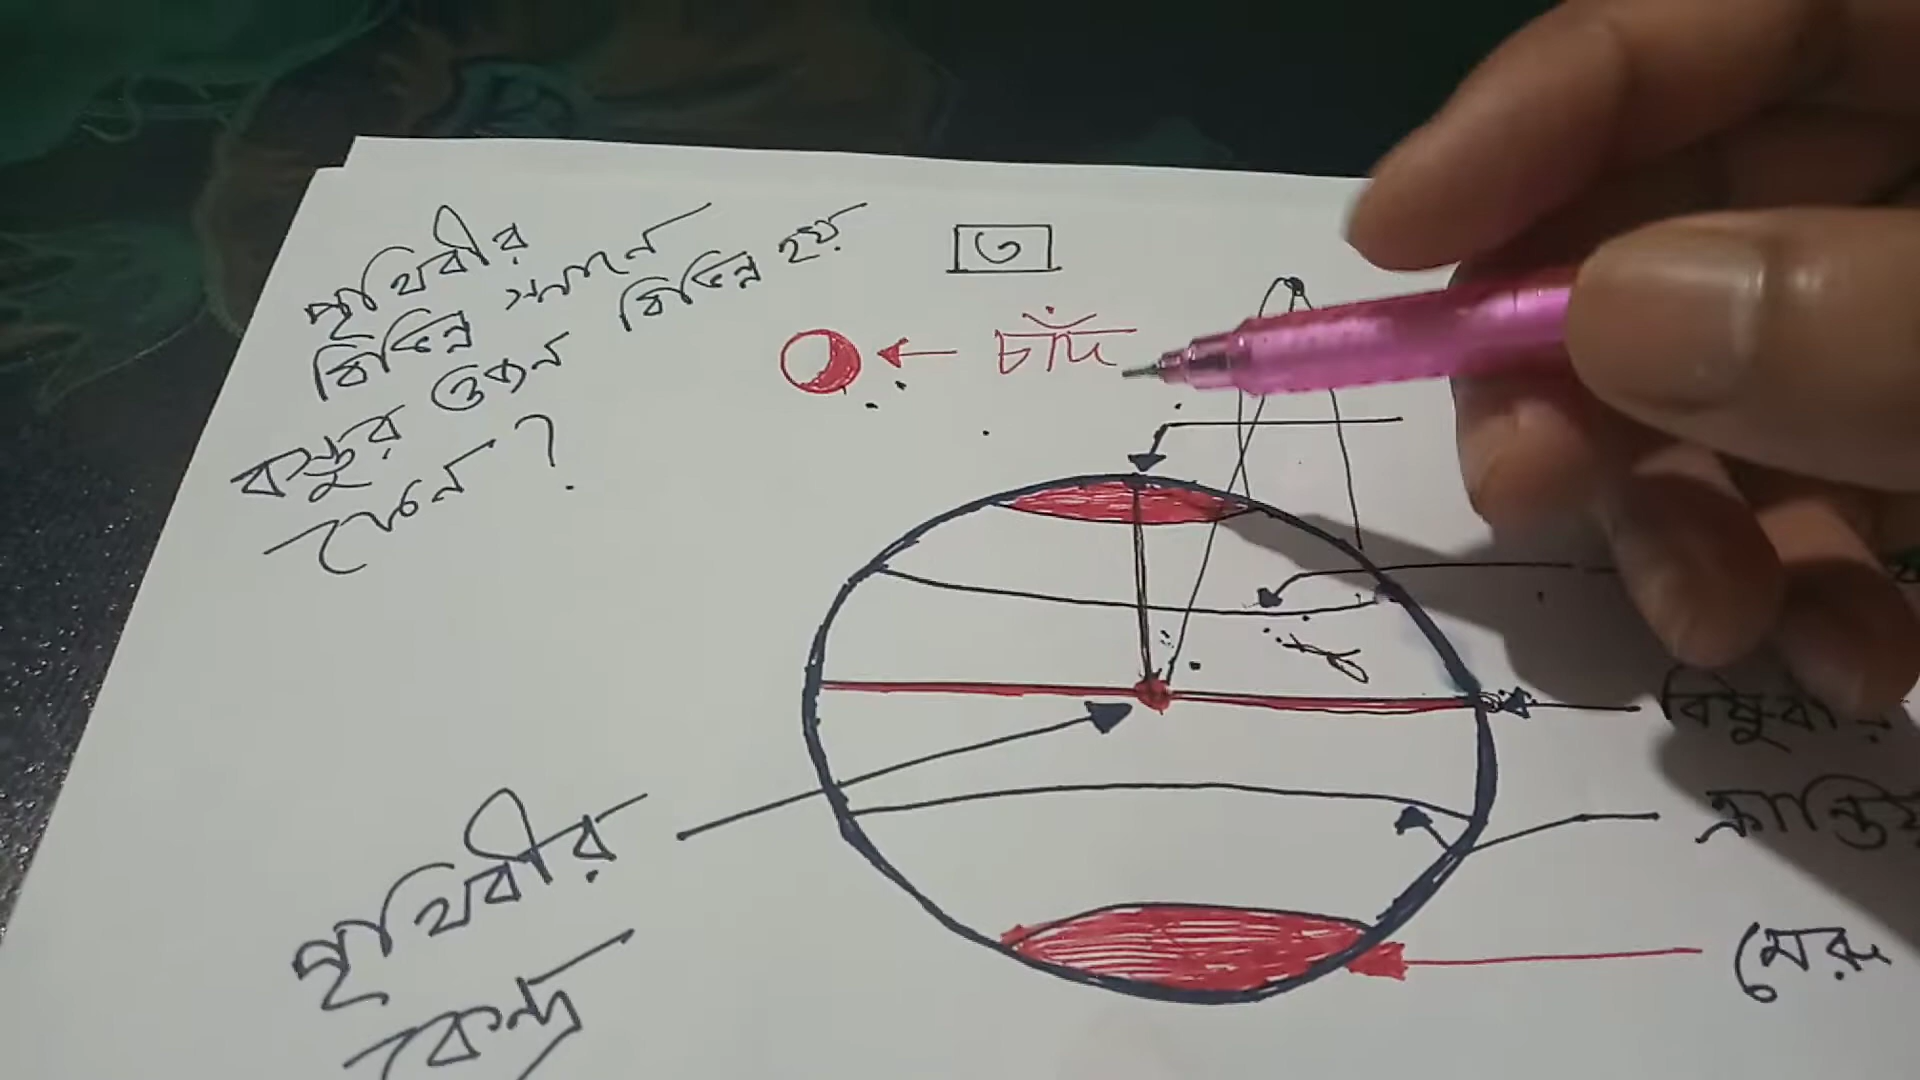 পৃথিবীর
বিভিন্ন স্থানে
বস্তুর ওজন বিভিন্ন হয়
কেন?
৩
চাঁদ
বিষুবীয়
ক্রান্তিয়
মেরু
পৃথিবীর
কেন্দ্র